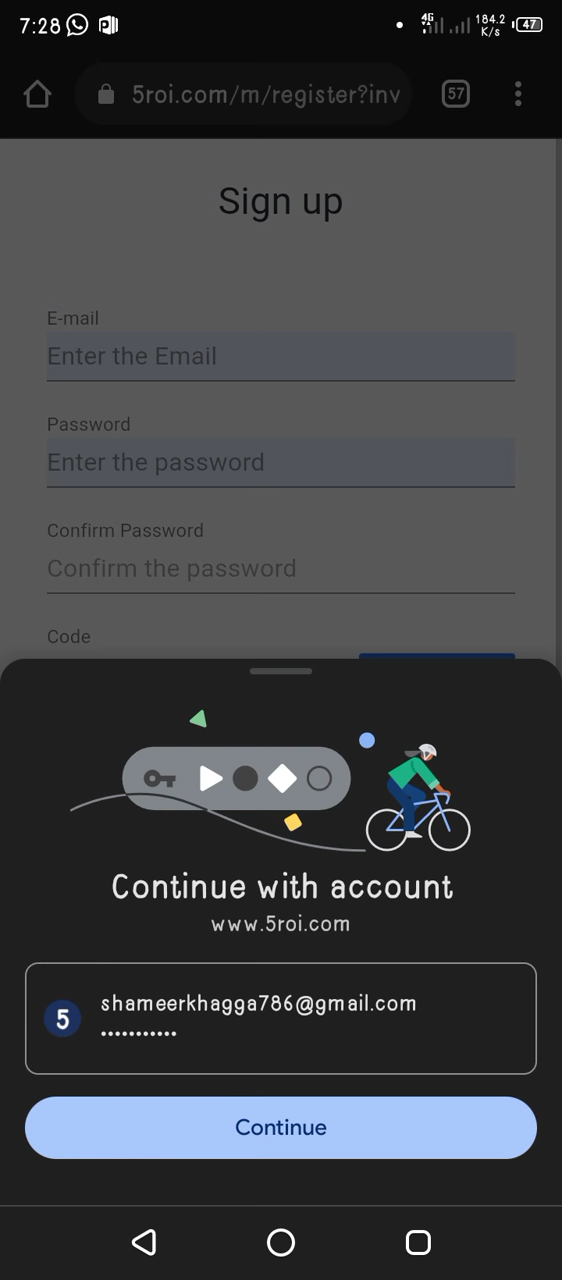 7:28
4G
184.2
K/s
47
5roi.com/m/register?inv
57
Sign up
E-mail
Enter the Email
Password
Enter the password
Confirm Password
Confirm the password
Code
Continue with account
www.5roi.com
5
shameerkhagga786@gmail.com
•••••••••••
Continue